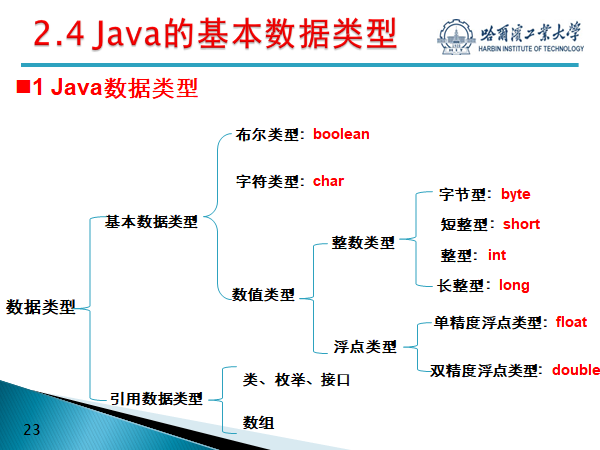 2.4 Java的基本数据类型
哈尔滨工业大学
HARBIN INSTITUTE OF TECHNOLOGY
1 Java数据类型
布尔类型：boolean
字符类型：char
字节型：byte
基本数据类型
短整型：short
整数类型
整型：int
长整型：long
数值类型
数据类型
单精度浮点类型：float
浮点类型
双精度浮点类型：double
类、枚举、接口
引用数据类型
数组
23